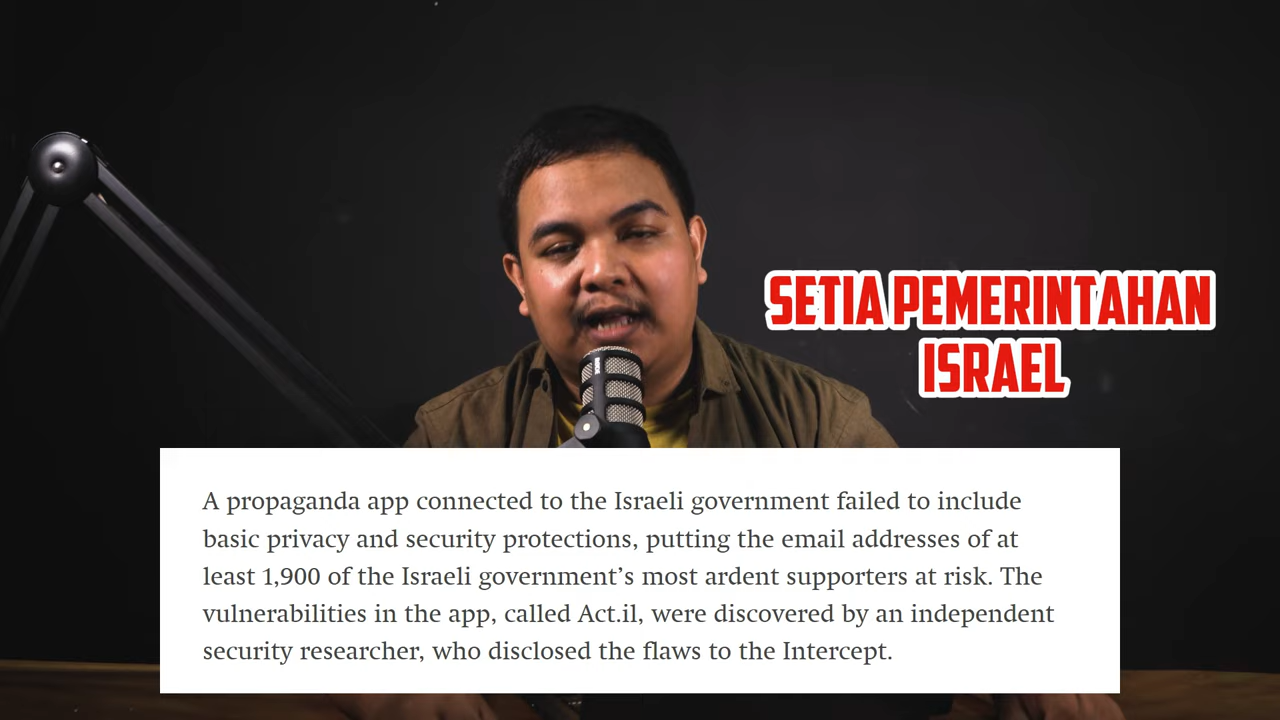 SETIA PEMERINTAHAN
ISRAEL
A propaganda app connected to the Israeli government failed to include
basic privacy and security protections, putting the email addresses of at
least 1,900 of the Israeli government’s most ardent supporters at risk. The
vulnerabilities in the app, called Act.il, were discovered by an independent
security researcher, who disclosed the flaws to the Intercept.